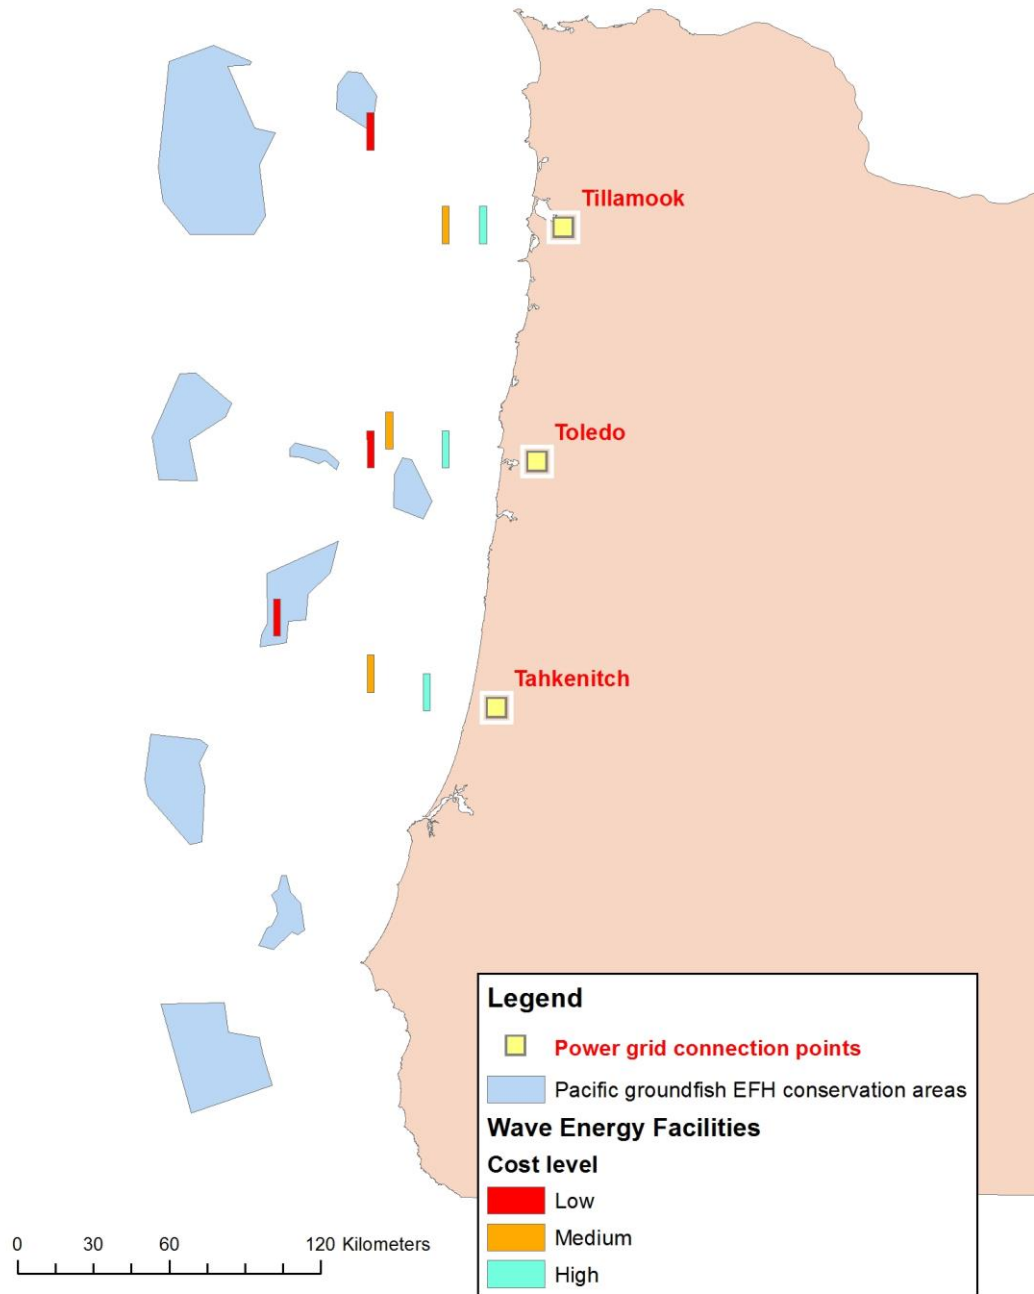 Tillamook
Toledo
Tahkenitch
Legend
Power grid connection points
Pacific groundfish EFH conservation areas
Wave Energy Facilities
Cost level
Low
Medium
High
0 30 60 120 Kilometers